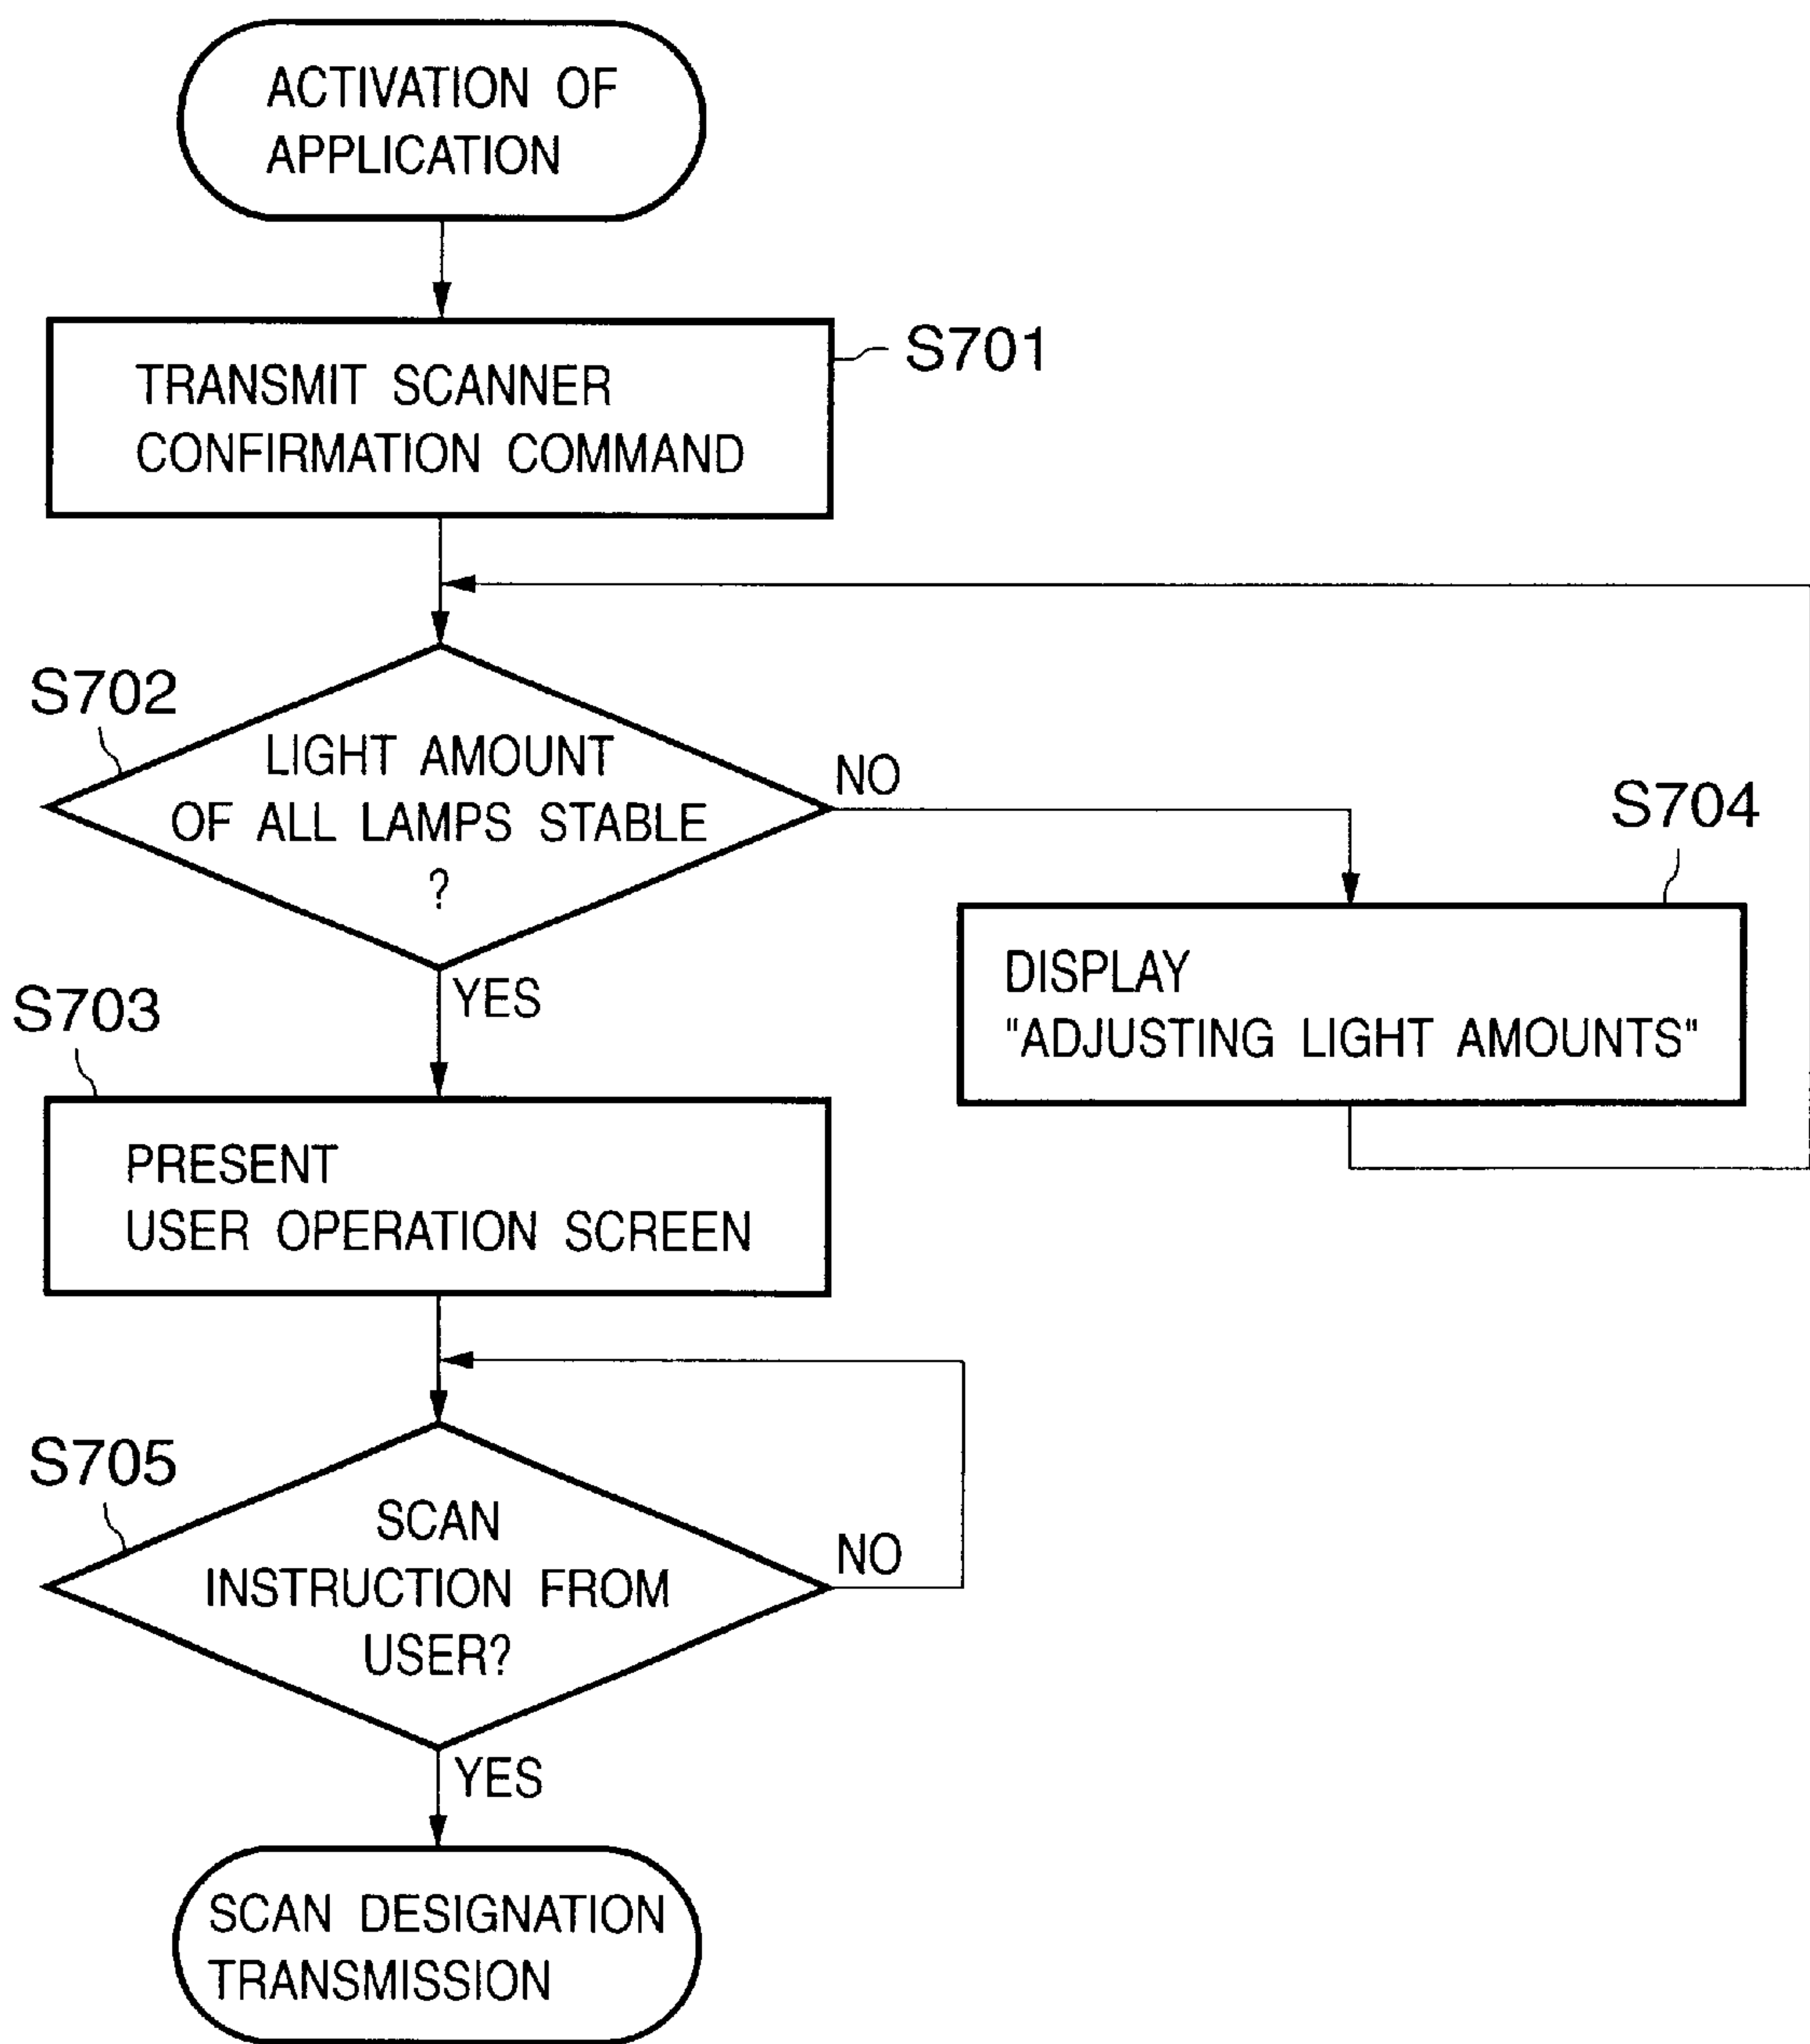 ACTIVATION OF
APPLICATION
S701
TRANSMIT SCANNER
CONFIRMATION COMMAND
S702
LIGHT AMOUNT
OF ALL LAMPS STABLE
?
NO
YES
S704
DISPLAY
"ADJUSTING LIGHT AMOUNTS"
S703
PRESENT
USER OPERATION SCREEN
S705
SCAN
INSTRUCTION FROM
USER?
NO
YES
SCAN DESIGNATION
TRANSMISSION